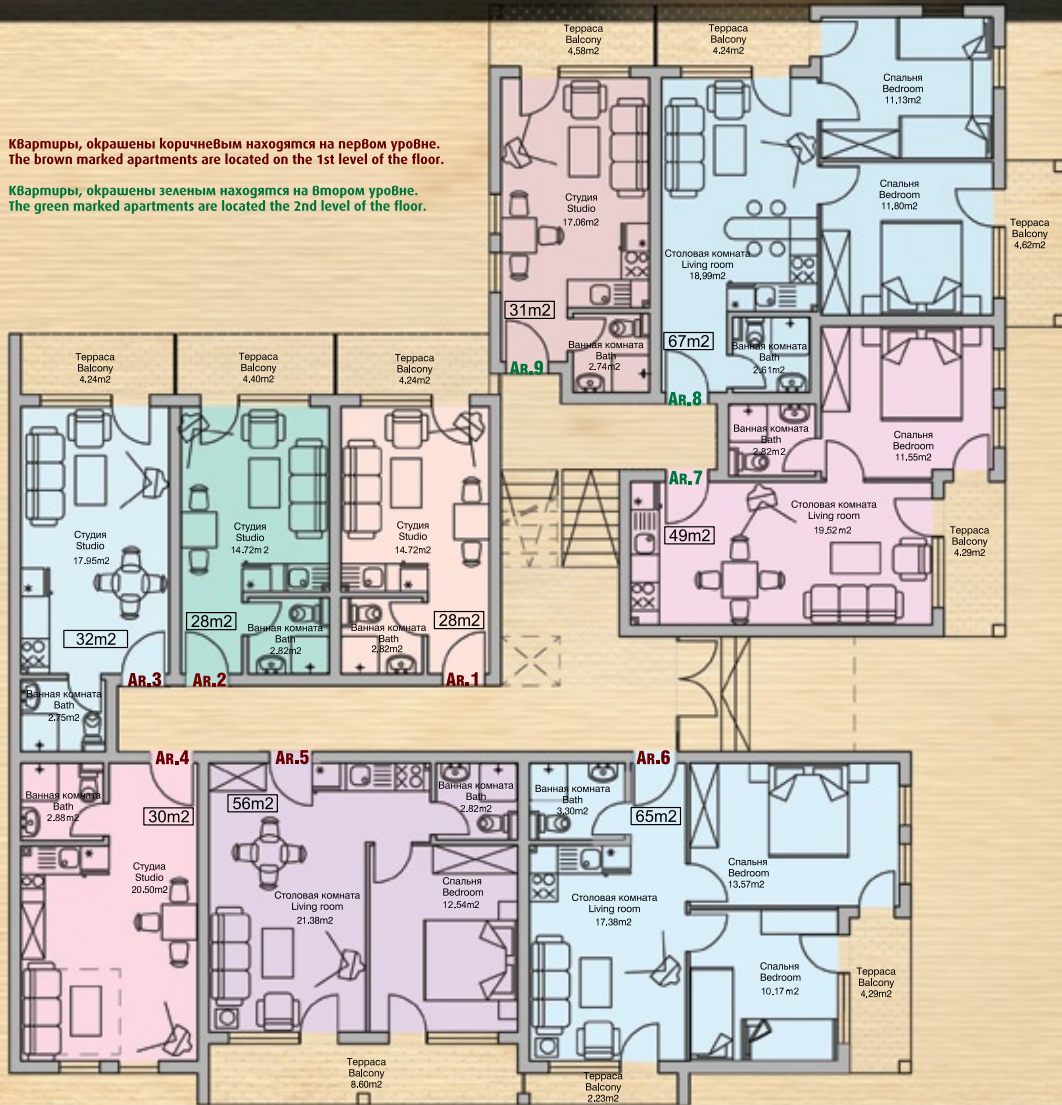 Терраса
Balcony
4,58m2
Терраса
Balcony
4.24m2
Спальня
Bedroom
11.13m2
Квартиры, окрашены коричневым находятся на первом уровне.
The brown marked apartments are located on the 1st level of the floor.
Квартиры, окрашены зеленым находятся на втором уровне.
The green marked apartments are located the 2nd level of the floor.
Студия
Studio
17.06m2
Спальня
Bedroom
11.80m2
Терраса
Balcony
4,62m2
Столовая комната
Living room
18,99m2
31m2
Ванная комната
Bath
2.74m2
AR.9
67m2
Ванная комната
Bath
2.61m2
AR.8
Терраса
Balcony
4,24m2
Терраса
Balcony
4,40m2
Терраса
Balcony
4.24m2
Ванная комната
Bath
2.82m2
Спальня
Bedroom
11.55m2
AR.7
49m2
Столовая комната
Living room
19.52m2
Терраса
Balcony
4.29m2
Студия
Studio
17.95m2
Студия
Studio
14.72m2
Студия
Studio
14.72m2
32m2
28m2
Ванная комната
Bath
2.82m2
Ванная комната
Bath
2,82m2
28m2
AR.3
AR.2
AR.1
Ванная комната
Bath
2.75m2
AR.4
AR.5
AR.6
Ванная комната
Bath
2.88m2
30m2
56m2
Ванная комната
Bath
2.82m2
Ванная комната
Bath
3,30m2
65m2
Студиа
Studio
20.50m2
Столовая комната
Living room
21.38m2
Спальня
Bedroom
12.54m2
Столовая комната
Living room
17.38m2
Спальня
Bedroom
13.57m2
Спальня
Bedroom
10.17m2
Терраса
Balcony
4,29m2
Терраса
Balcony
8.60m2
Терраса
Balcony
2.23m2